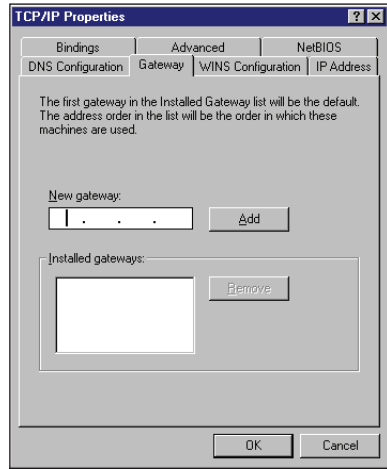 TCP/IP Properties
Bindings Advanced NetBIOS
DNS Configuration Gateway WINS Configuration IP Address
The first gateway in the Installed Gateway list will be the default.
The address order in the list will be the order in which these
machines are used.
New gateway:
. . .
Add
Installed gateways:
Remove
OK Cancel